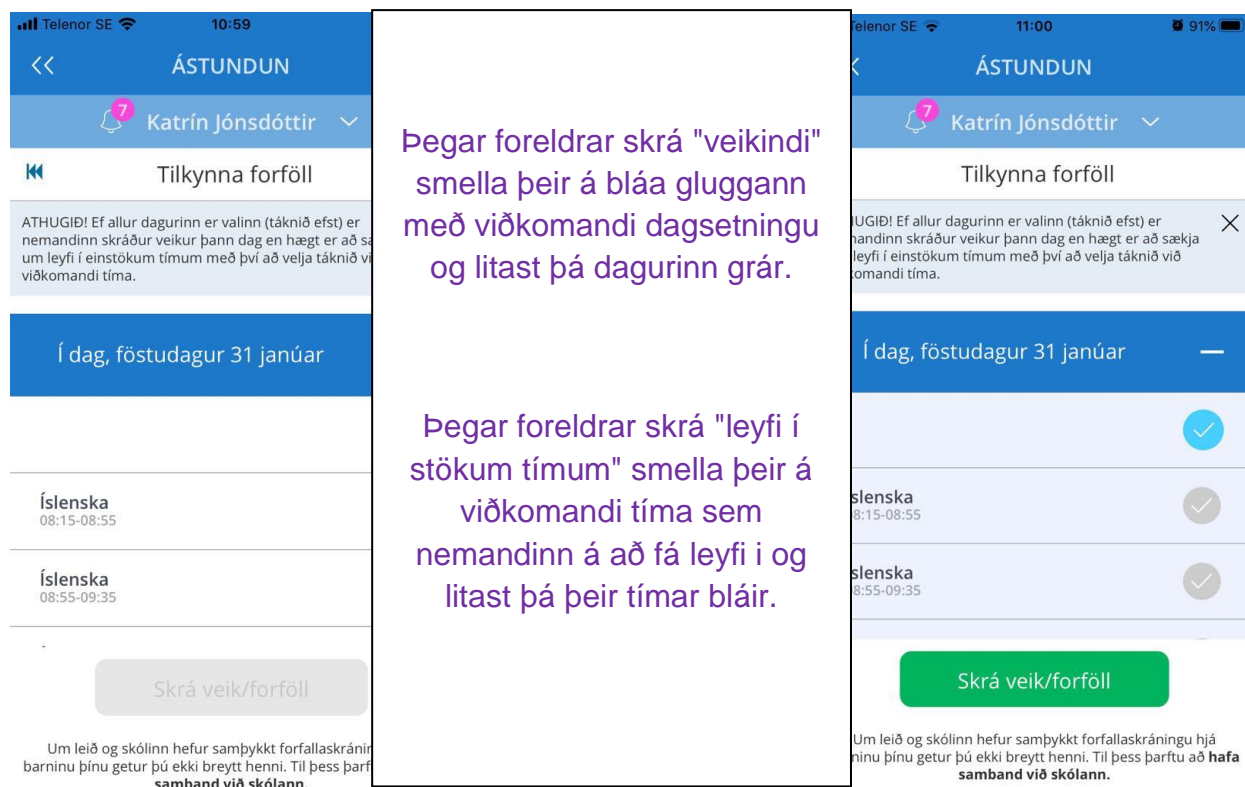 Telenor SE 10:59
<< ÁSTUNDUN
7 Katrín Jónsdóttir
Tilkynna forföll
ATHUGIÐ! Ef allur dagurinn er valinn (táknið efst) er
nemandinn skráður veikur þann dag en hægt er að
um leyfi í einstökum tímum með því að velja táknið
viðkomandi tíma.
Í dag, föstudagur 31 janúar
Íslenska
08:15-08:55
Íslenska
08:55-09:35
Skrá veik/forföll
Um leið og skólinn hefur samþykkt
barninu þínu getur þú ekki breytt henni. Til þess
samband við skólann.
Þegar foreldrar skrá "veikindi"
smella þeir á bláa gluggann
með viðkomandi dagsetningu
og litast þá dagurinn grár.
Þegar foreldrar skrá "leyfi í
stökum tímum" smella þeir á
viðkomandi tíma sem
nemandinn á að fá leyfi i og
litast þá þeir tímar bláir.
Telenor SE 11:00 91%
ÁSTUNDUN
7 Katrín Jónsdóttir
Tilkynna forföll
UGIÐ! Ef allur dagurinn er valinn (táknið efst) er
nandinn skráður veikur þann dag en hægt er að sækja
leyfi í einstökum tímum með því að velja táknið við
omandi tíma.
Í dag, föstudagur 31 janúar
slenska
8:15-08:55
slenska
8:55-09:35
Skrá veik/forföll
Um leið og skólinn hefur samþykkt forfallaskráningu hjá
ninu þínu getur þú ekki breytt henni. Til þess þarftu að hafa
samband við skólann.